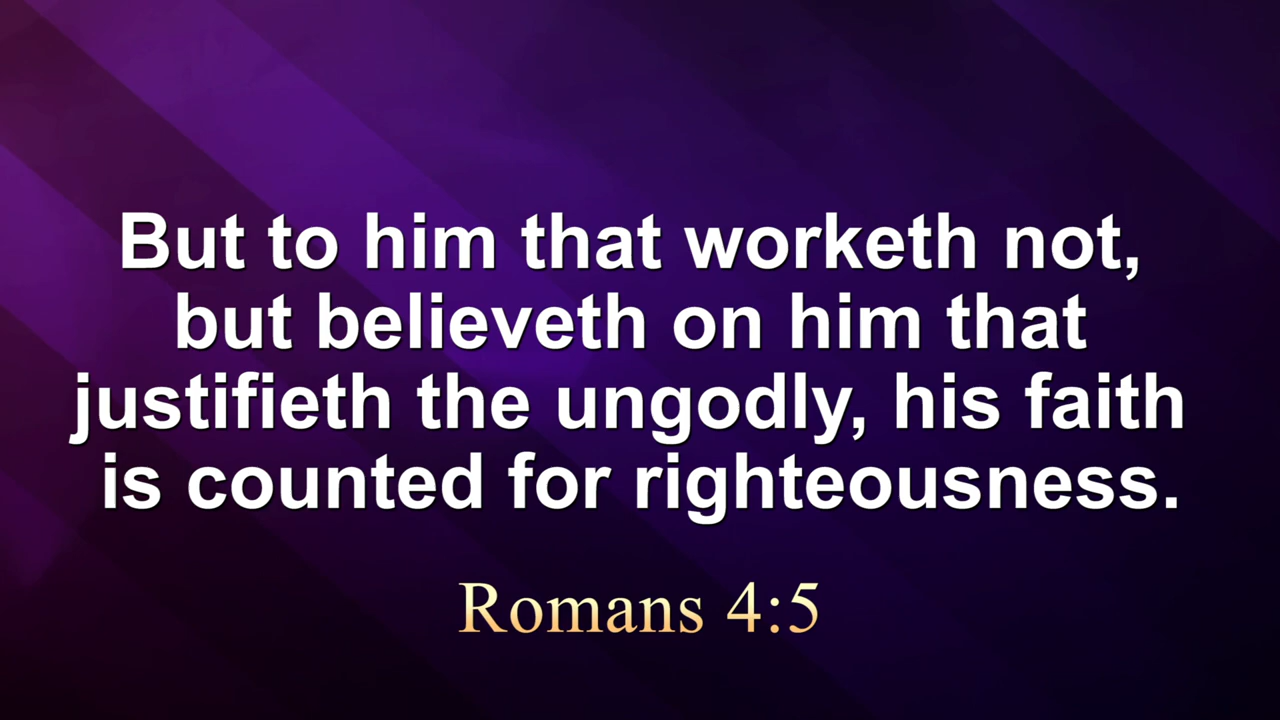 But to him that worketh not,
but believeth on him that
justifieth the ungodly, his faith
is counted for righteousness.
Romans 4:5